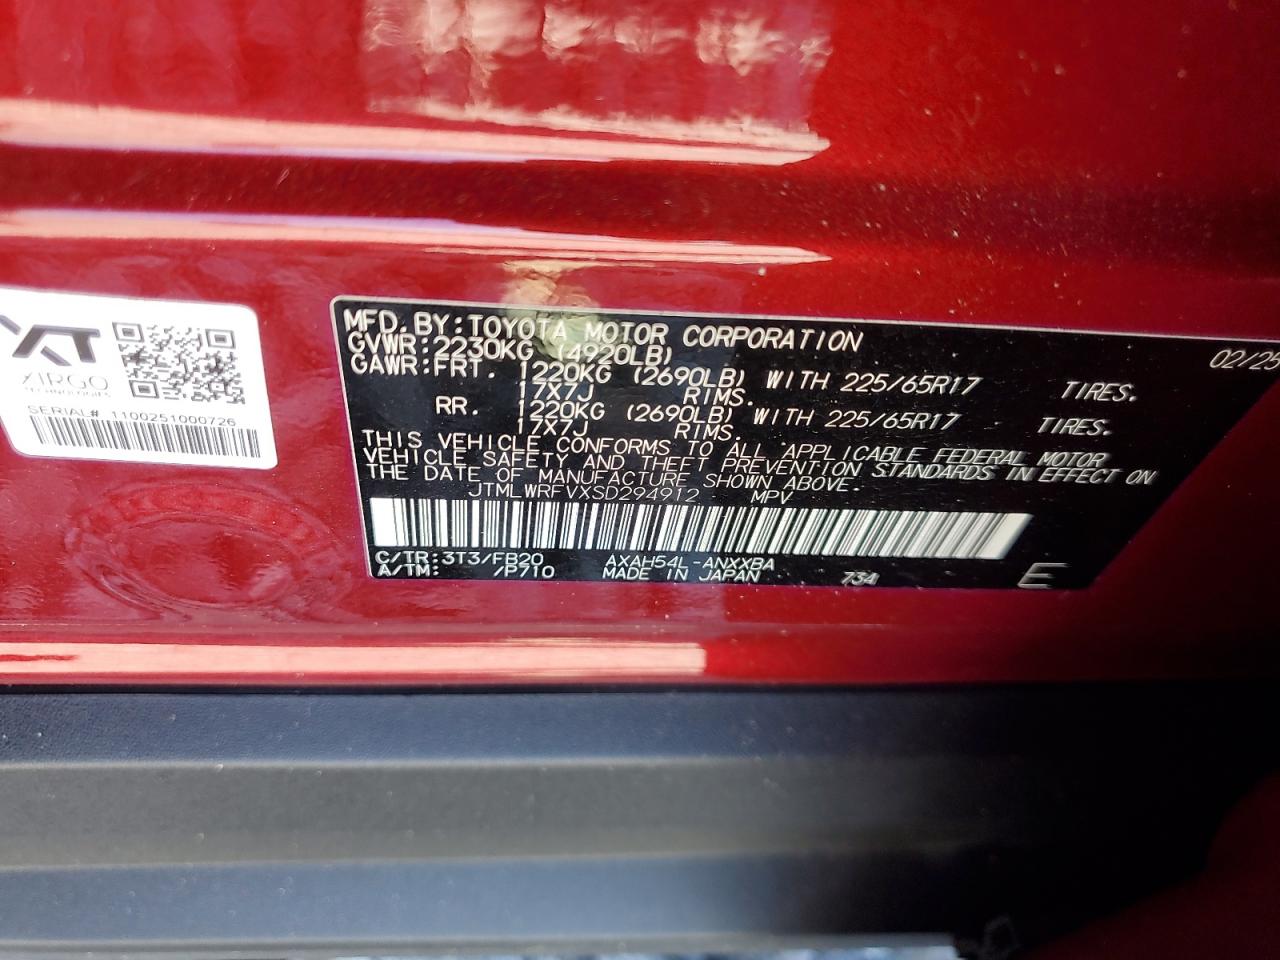 XT
XIRGO
TECHNOLOGIES
SERIAL# 1100251000726
MFD. BY: TOYOTA MOTOR CORPORATION 02/25
GVWR: 2230KG (4920LB)
GAWR: FRT. 1220KG (2690LB) WITH 225/65R17 TIRES.
17X7J RIMS.
RR. 1220KG (2690LB) WITH 225/65R17 TIRES.
17X7J RIMS.
THIS VEHICLE CONFORMS TO ALL APPLICABLE FEDERAL MOTOR
VEHICLE SAFETY AND THEFT PREVENTION STANDARDS IN EFFECT ON
THE DATE OF MANUFACTURE SHOWN ABOVE.
JTMLWRFVXSD294912 MPV
C/TR: 3T3/FB20 AXAH54L-ANXXBA
A/TM: /P710 MADE IN JAPAN 734 E